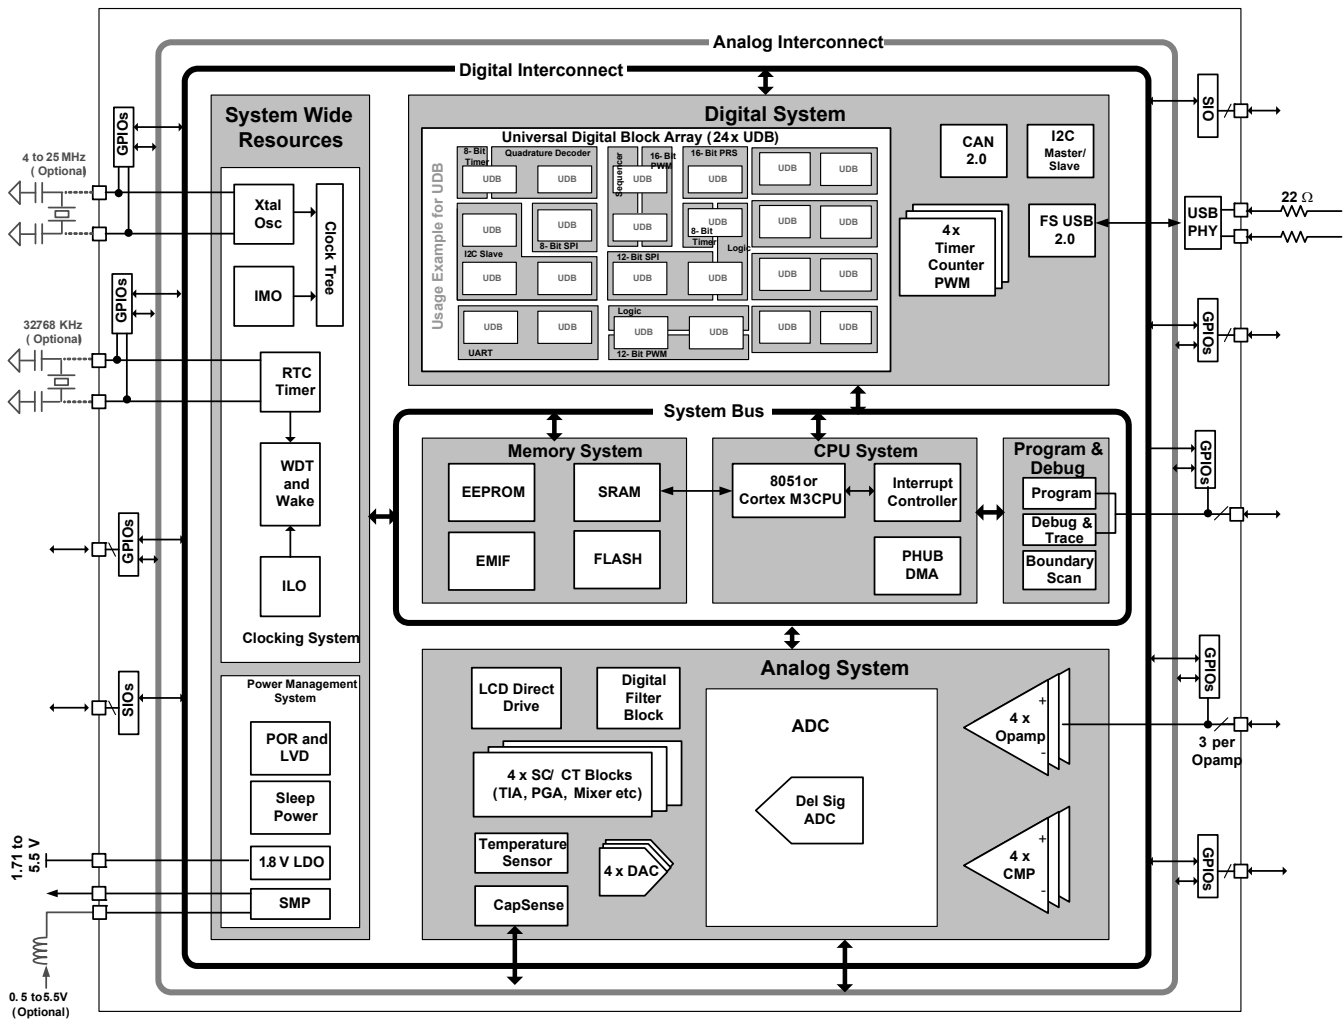 Analog Interconnect
Digital Interconnect
System Wide
Resources
Xtal
Osc
Clock Tree
IMO
RTC
Timer
WDT
and
Wake
ILO
Clocking System
Power Management
System
POR and
LVD
Sleep
Power
1.8 V LDO
SMP
4 to 25 MHz
( Optional)
32768 KHz
( Optional)
GPIOs
GPIOs
GPIOs
SIOs
1.71 to
5.5 V
0. 5 to5.5V
(Optional)
Digital System
Universal Digital Block Array (24x UDB)
Usage Example for UDB
8- Bit
Timer
Quadrature Decoder
Sequencer
16- Bit
PWM
16- Bit PRS
UDB
UDB
UDB
UDB
UDB
UDB
UDB
UDB
UDB
UDB
UDB
UDB
8- Bit
Timer
Logic
I2C Slave
8- Bit SPI
12- Bit SPI
UDB
UDB
UDB
UDB
UDB
UDB
Logic
UDB
UDB
UDB
UDB
UDB
UDB
UART
12- Bit PWM
CAN
2.0
I2C
Master/
Slave
4x
Timer
Counter
PWM
FS USB
2.0
System Bus
Memory System
EEPROM
SRAM
EMIF
FLASH
CPU System
8051or
Cortex M3CPU
Interrupt
Controller
PHUB
DMA
Program &
Debug
Program
Debug &
Trace
Boundary
Scan
Analog System
LCD Direct
Drive
Digital
Filter
Block
4 x SC/ CT Blocks
(TIA, PGA, Mixer etc)
Temperature
Sensor
4 x DAC
CapSense
ADC
Del Sig
ADC
+
4 x
Opamp
-
+
4 x
CMP
-
SIO
USB
PHY
22 Ω
GPIOs
GPIOs
GPIOs
3 per
Opamp
GPIOs